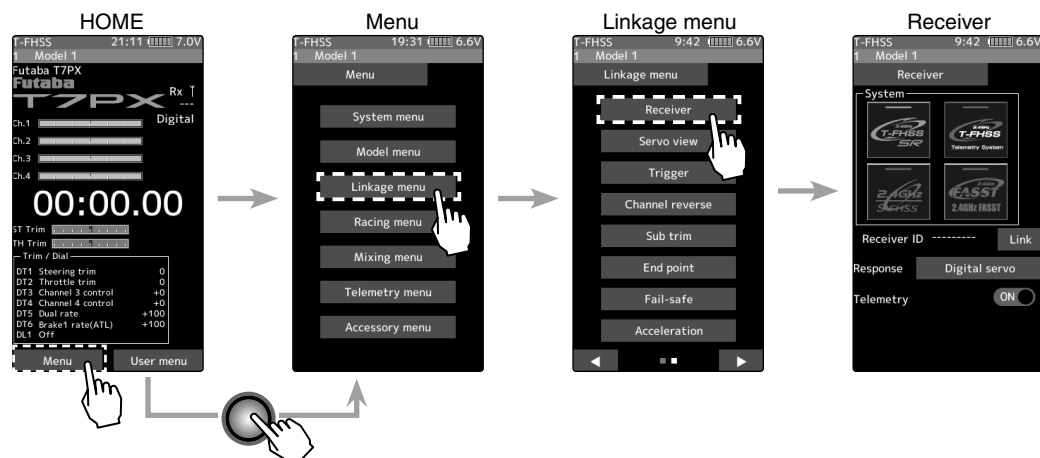 HOME
T-FHSS 21:11 7.0V
1 Model 1
Futaba T7PX
Futaba
T7PX
Rx
---
Digital
Ch.1
Ch.2
Ch.3
Ch.4
00:00.00
ST Trim
TH Trim
Trim / Dial
DT1 Steering trim 0
DT2 Throttle trim 0
DT3 Channel 3 control +0
DT4 Channel 4 control +0
DT5 Dual rate +100
DT6 Brake1 rate(ATL) +100
DL1 Off
Menu User menu
Menu
T-FHSS 19:31 6.6V
1 Model 1
Menu
System menu
Model menu
Linkage menu
Racing menu
Mixing menu
Telemetry menu
Accessory menu
Linkage menu
T-FHSS 9:42 6.6V
1 Model 1
Linkage menu
Receiver
Servo view
Trigger
Channel reverse
Sub trim
End point
Fail-safe
Acceleration
Receiver
T-FHSS 9:42 6.6V
1 Model 1
Receiver
System
2.4GHz
T-FHSS
SR
2.4GHz
T-FHSS
Telemetry System
2.4GHz
S-FHSS
2.4GHz
FASST
2.4GHz FASST
Receiver ID --------- Link
Response Digital servo
Telemetry ON